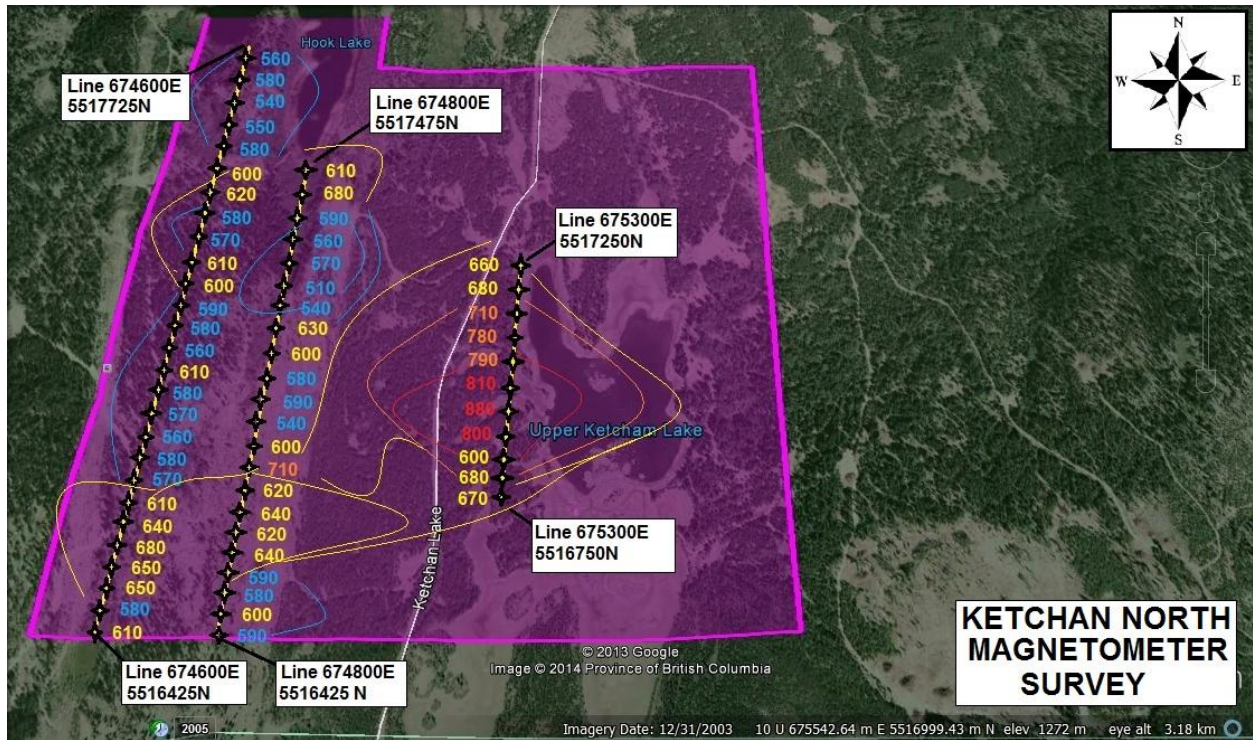 Hook Lake
Line 674600E
5517725N
560
580
540
550
580
600
620
580
570
610
600
590
580
560
610
580
570
560
580
570
610
640
680
650
650
580
610
Line 674600E
5516425N
Line 674800E
5517475N
610
680
590
560
570
510
540
630
600
580
590
540
600
710
620
640
620
640
590
580
600
590
Line 674800E
5516425 N
Line 675300E
5517250N
660
680
710
780
790
810
880
800
600
680
670
Line 675300E
5516750N
Upper Ketcham Lake
Ketchan Lake
N
W
E
S
KETCHAN NORTH
MAGNETOMETER
SURVEY
© 2013 Google
Image © 2014 Province of British Columbia
2005
Imagery Date: 12/31/2003 10 U 675542.64 m E 5516999.43 m N elev 1272 m eye alt 3.18 km